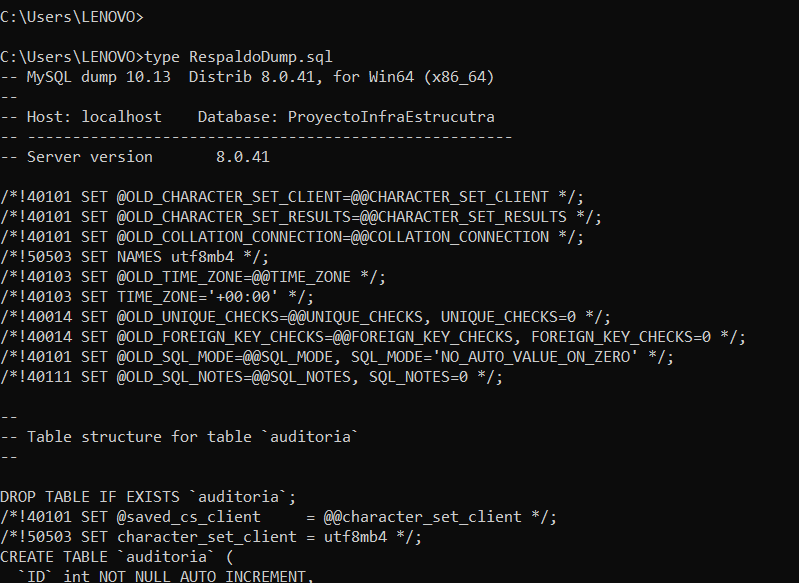 C:\Users\LENOVO>
C:\Users\LENOVO>type RespaldoDump.sql
-- MySQL dump 10.13  Distrib 8.0.41, for Win64 (x86_64)
--
-- Host: localhost    Database: ProyectoInfraEstrucutra
-- ------------------------------------------------------
-- Server version       8.0.41
/*!40101 SET @OLD_CHARACTER_SET_CLIENT=@@CHARACTER_SET_CLIENT */;
/*!40101 SET @OLD_CHARACTER_SET_RESULTS=@@CHARACTER_SET_RESULTS */;
/*!40101 SET @OLD_COLLATION_CONNECTION=@@COLLATION_CONNECTION */;
/*!50503 SET NAMES utf8mb4 */;
/*!40103 SET @OLD_TIME_ZONE=@@TIME_ZONE */;
/*!40103 SET TIME_ZONE='+00:00' */;
/*!40014 SET @OLD_UNIQUE_CHECKS=@@UNIQUE_CHECKS, UNIQUE_CHECKS=0 */;
/*!40014 SET @OLD_FOREIGN_KEY_CHECKS=@@FOREIGN_KEY_CHECKS, FOREIGN_KEY_CHECKS=0 */;
/*!40101 SET @OLD_SQL_MODE=@@SQL_MODE, SQL_MODE='NO_AUTO_VALUE_ON_ZERO' */;
/*!40111 SET @OLD_SQL_NOTES=@@SQL_NOTES, SQL_NOTES=0 */;
--
-- Table structure for table `auditoria`
--
DROP TABLE IF EXISTS `auditoria`;
/*!40101 SET @saved_cs_client     = @@character_set_client */;
/*!50503 SET character_set_client = utf8mb4 */;
CREATE TABLE `auditoria` (
  `ID` int NOT NULL AUTO_INCREMENT,